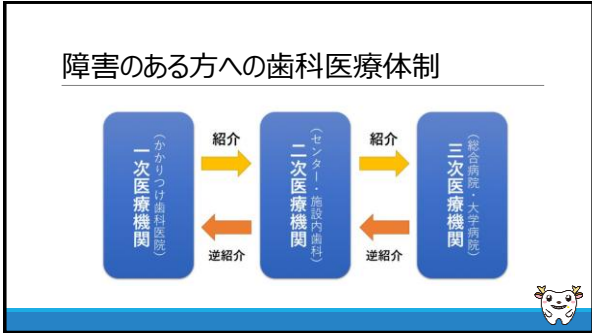 障害のある方への歯科医療体制
一次医療機関
(かかりつけ歯科医院)
紹介
逆紹介
二次医療機関
(センター・施設内歯科)
紹介
逆紹介
三次医療機関
(総合病院・大学病院)